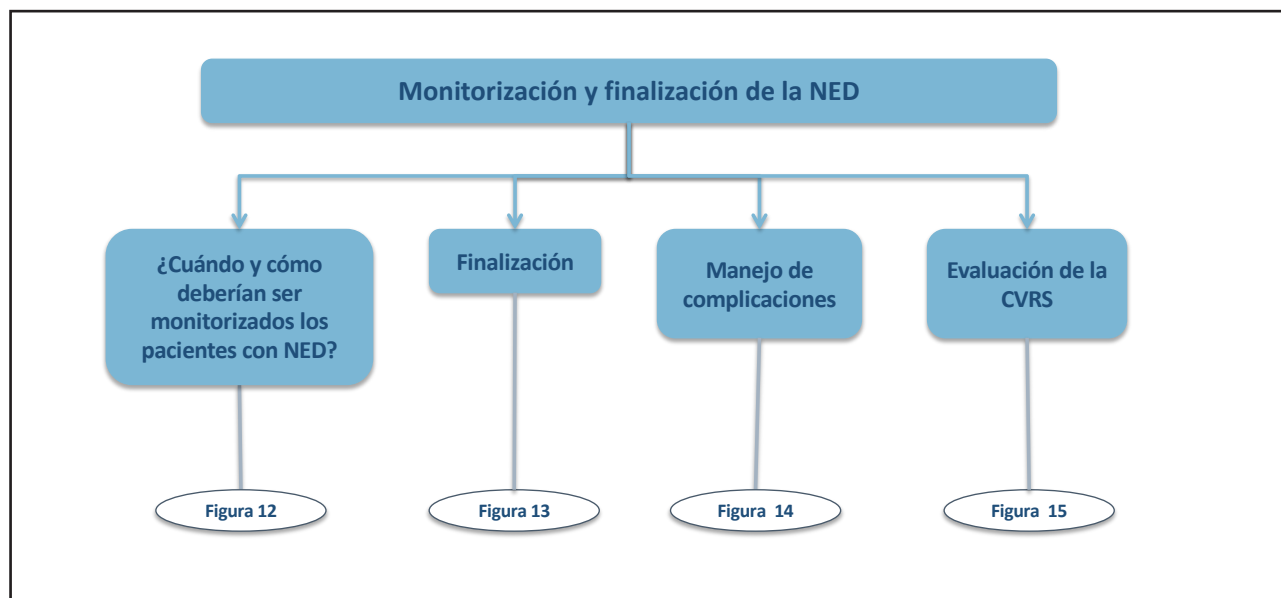 Monitorización y finalización de la NED
¿Cuándo y cómo
deberían ser
monitorizados los
pacientes con NED?
Finalización
Manejo de
complicaciones
Evaluación de la
CVRS
Figura 12
Figura 13
Figura 14
Figura 15